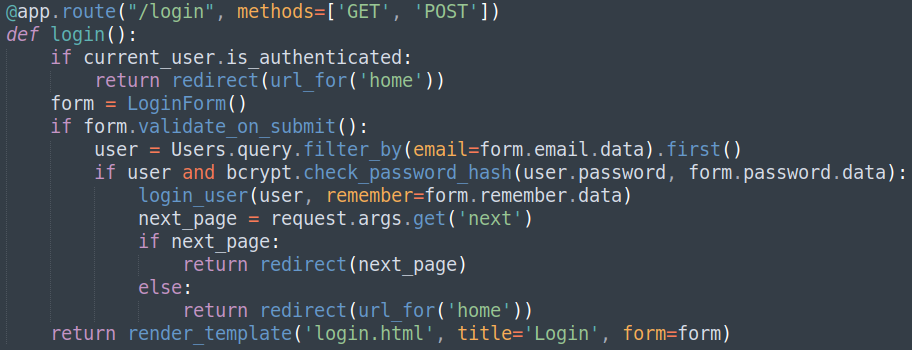 @app.route("/login", methods=['GET', 'POST'])
def login():
    if current_user.is_authenticated:
        return redirect(url_for('home'))
    form = LoginForm()
    if form.validate_on_submit():
        user = Users.query.filter_by(email=form.email.data).first()
        if user and bcrypt.check_password_hash(user.password, form.password.data):
            login_user(user, remember=form.remember.data)
            next_page = request.args.get('next')
            if next_page:
                return redirect(next_page)
            else:
                return redirect(url_for('home'))
    return render_template('login.html', title='Login', form=form)